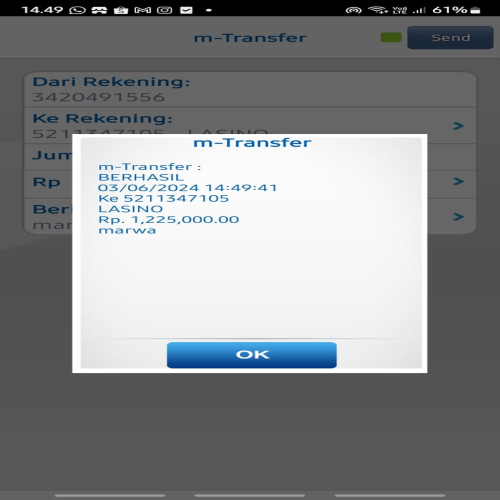 14.49
61%
m-Transfer
Send
Dari Rekening:
3420491556
Ke Rekening:
5211347105 LASINO
Jum
Rp
Beri
mar
m-Transfer
m-Transfer :
BERHASIL
03/06/2024 14:49:41
Ke 5211347105
LASINO
Rp. 1,225,000.00
marwa
OK